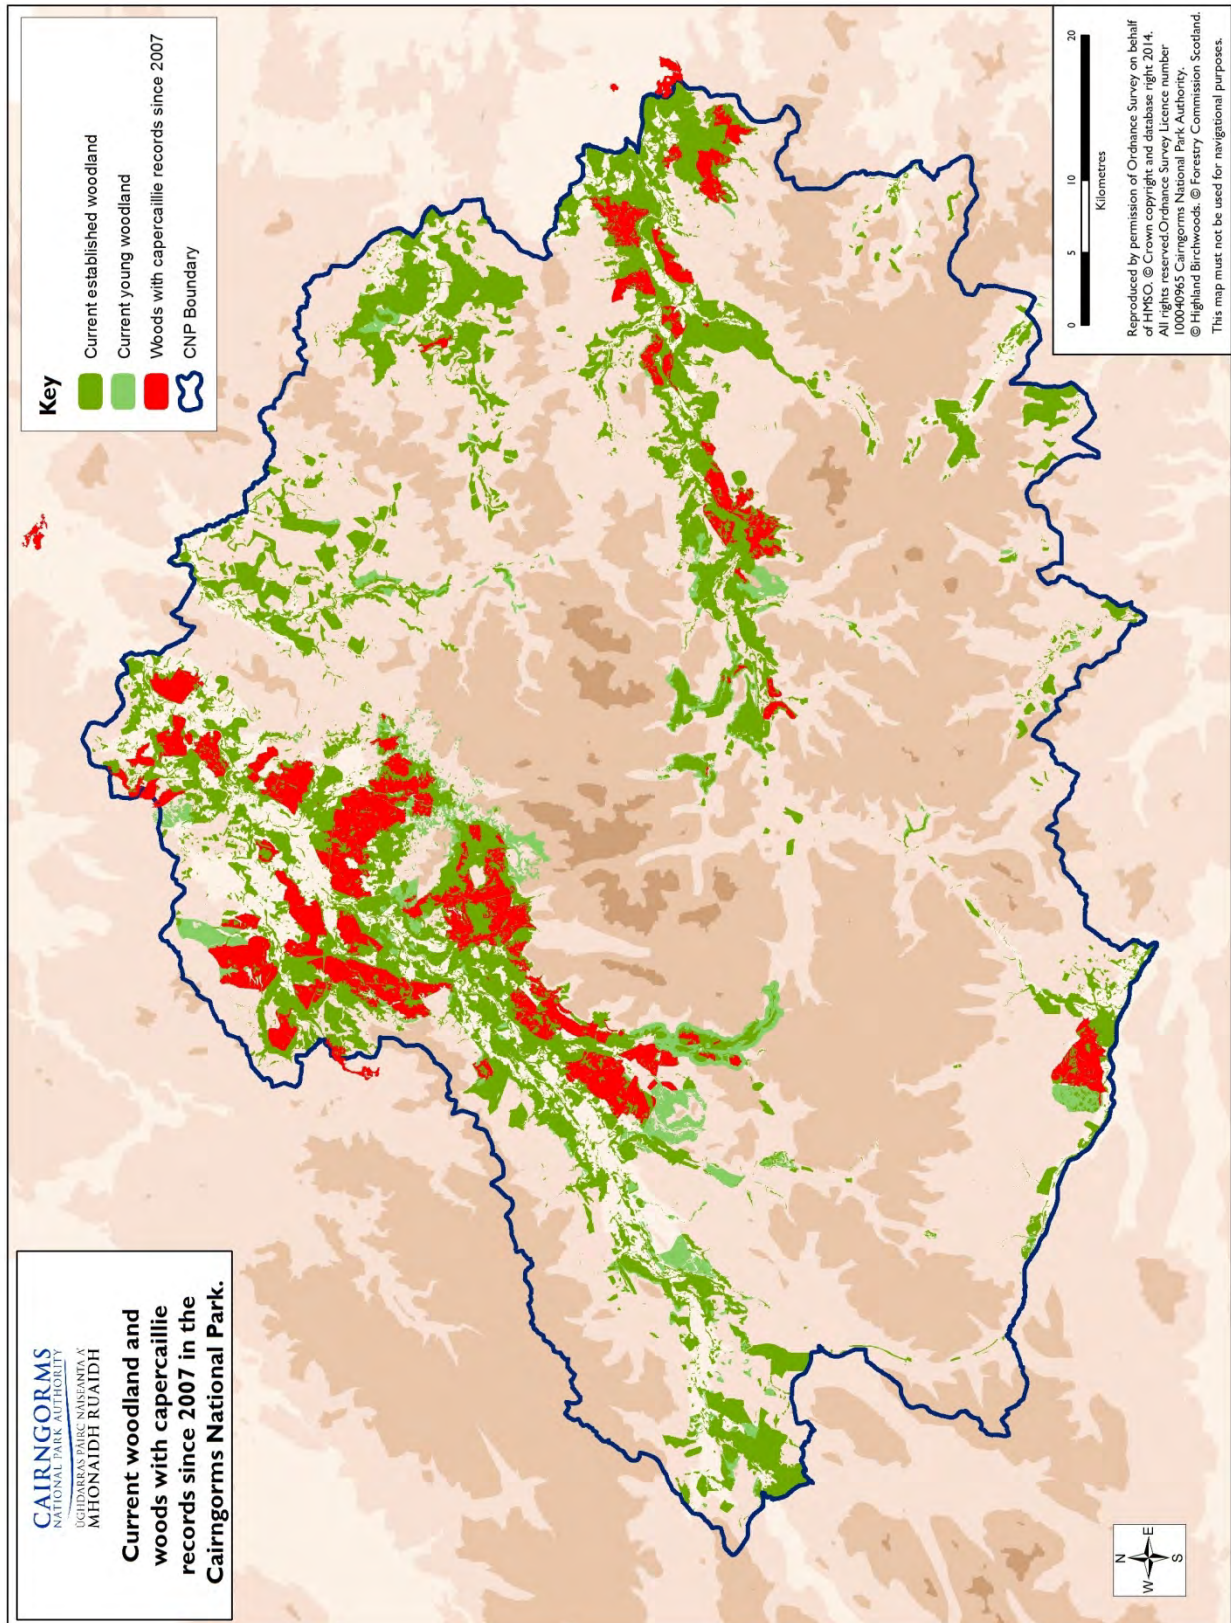 CAIRNGORMS
NATIONAL PARK AUTHORITY
ÙGHDARRAS PÀIRC NÀISEANTA A'
MHONAIDH RUAIDH
Current woodland and
woods with capercaillie
records since 2007 in the
Cairngorms National Park.
Key
Current established woodland
Current young woodland
Woods with capercaillie records since 2007
CNP Boundary
N
W
E
S
0
5
10
20
Kilometres
Reproduced by permission of Ordnance Survey on behalf
of HMSO. © Crown copyright and database right 2014.
All rights reserved.Ordnance Survey Licence number
100040965 Cairngorms National Park Authority.
© Highland Birchwoods. © Forestry Commission Scotland.
This map must not be used for navigational purposes.